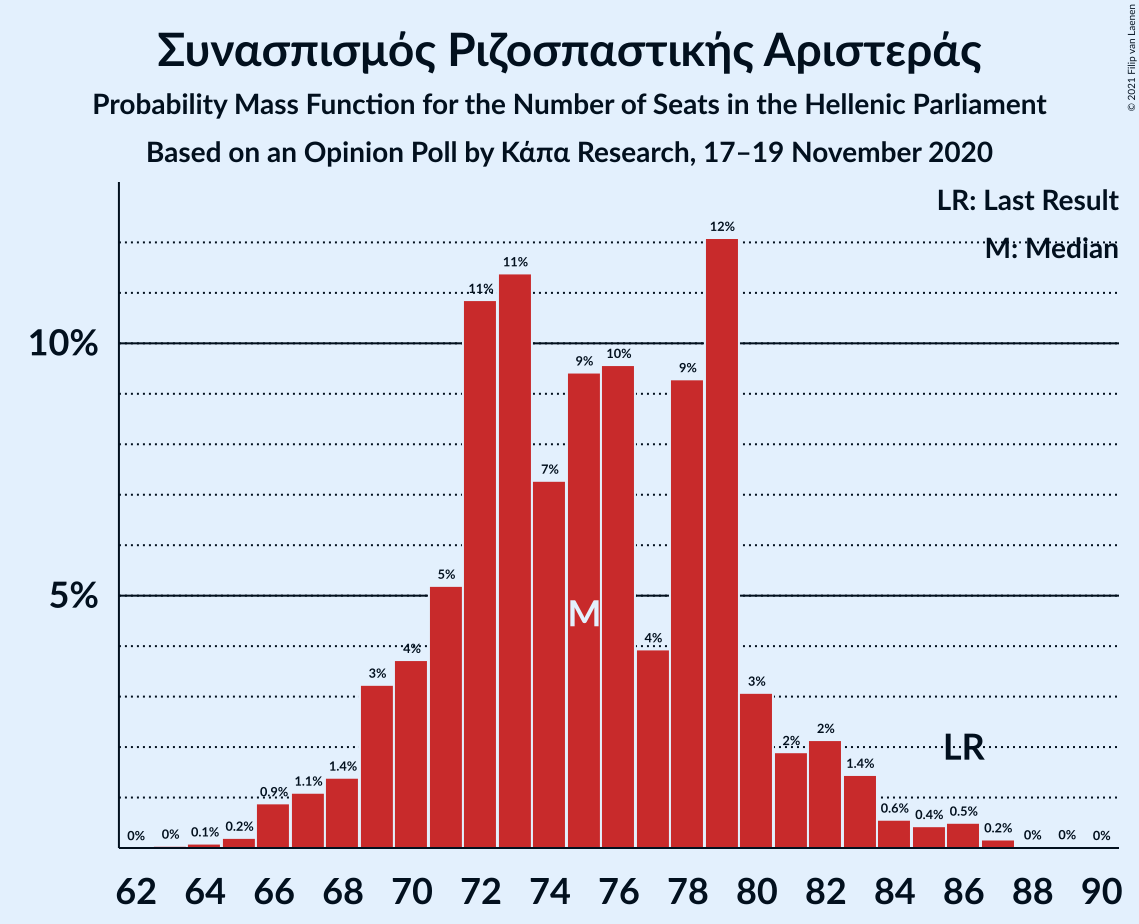 Συνασπισμός Ριζοσπαστικής Αριστεράς
Probability Mass Function for the Number of Seats in the Hellenic Parliament
Based on an Opinion Poll by Κάπα Research, 17–19 November 2020
© 2021 Filip van Laenen
LR: Last Result
M: Median
10%
5%
0% 0% 0.1% 0.2% 0.9% 1.1% 1.4% 3% 4% 5% 11% 11% 7% 9% 10% 4% 9% 12% 3% 2% 2% 1.4% 0.6% 0.4% 0.5% 0.2% 0% 0% 0%
M
LR
62 64 66 68 70 72 74 76 78 80 82 84 86 88 90